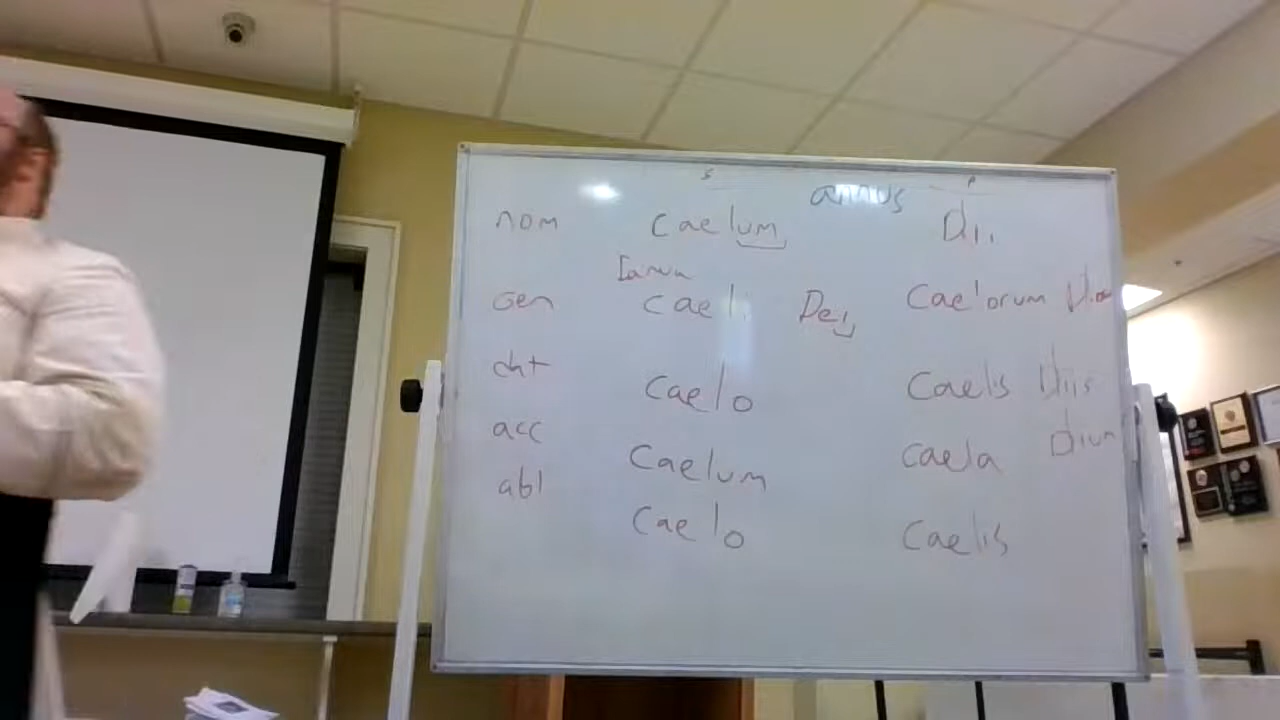 s annus p
nom caelum Dii
Ianua
gen caeli Dei Caelorum
dat caelo Caelis Diis
acc caelum caela Dium
abl caelo caelis